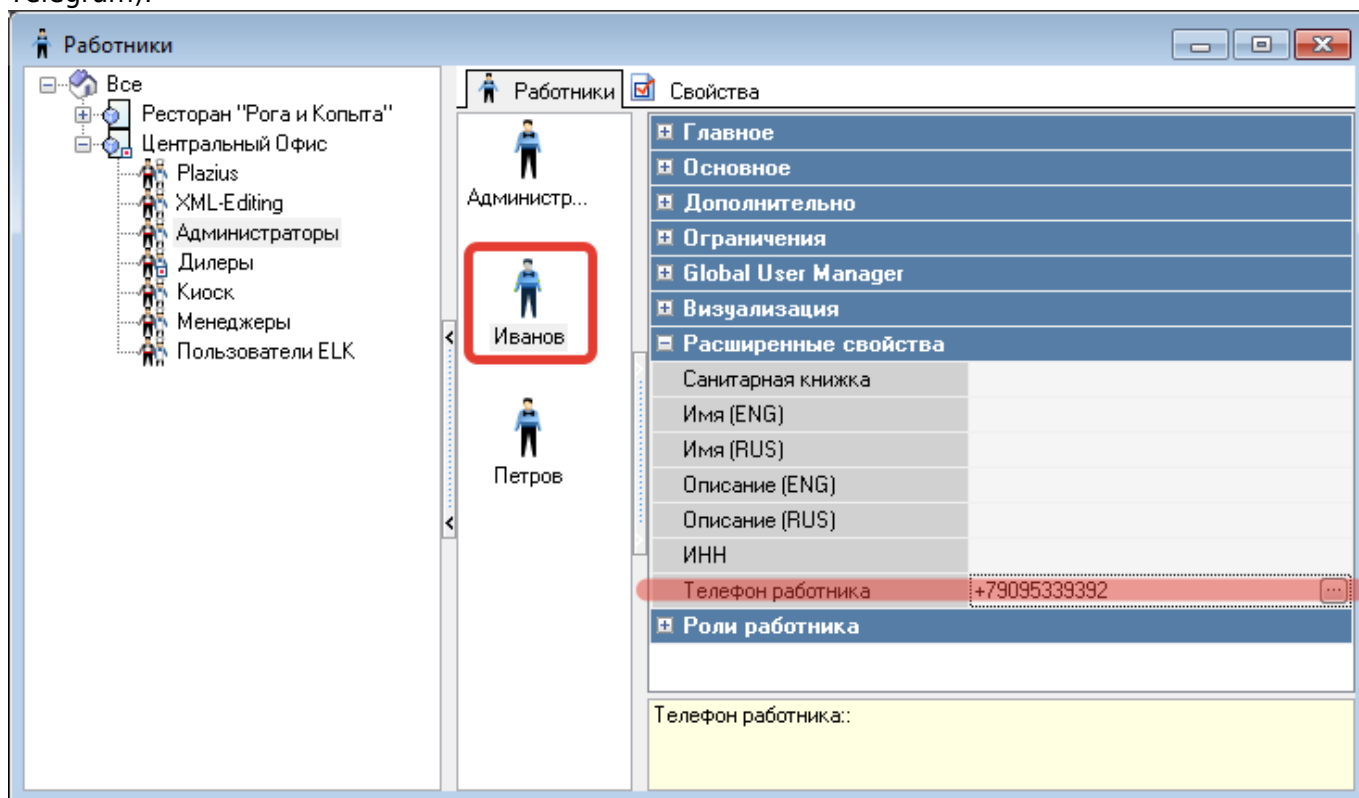 Telegram).
Работники
Все
Ресторан "Рога и Копыта"
Центральный Офис
Plazius
XML-Editing
Администраторы
Дилеры
Киоск
Менеджеры
Пользователи ELK
Работники
Свойства
Администр...
Иванов
Петров
Главное
Основное
Дополнительно
Ограничения
Global User Manager
Визуализация
Расширенные свойства
Санитарная книжка
Имя (ENG)
Имя (RUS)
Описание (ENG)
Описание (RUS)
ИНН
Телефон работника +79095339392 ...
Роли работника
Телефон работника::